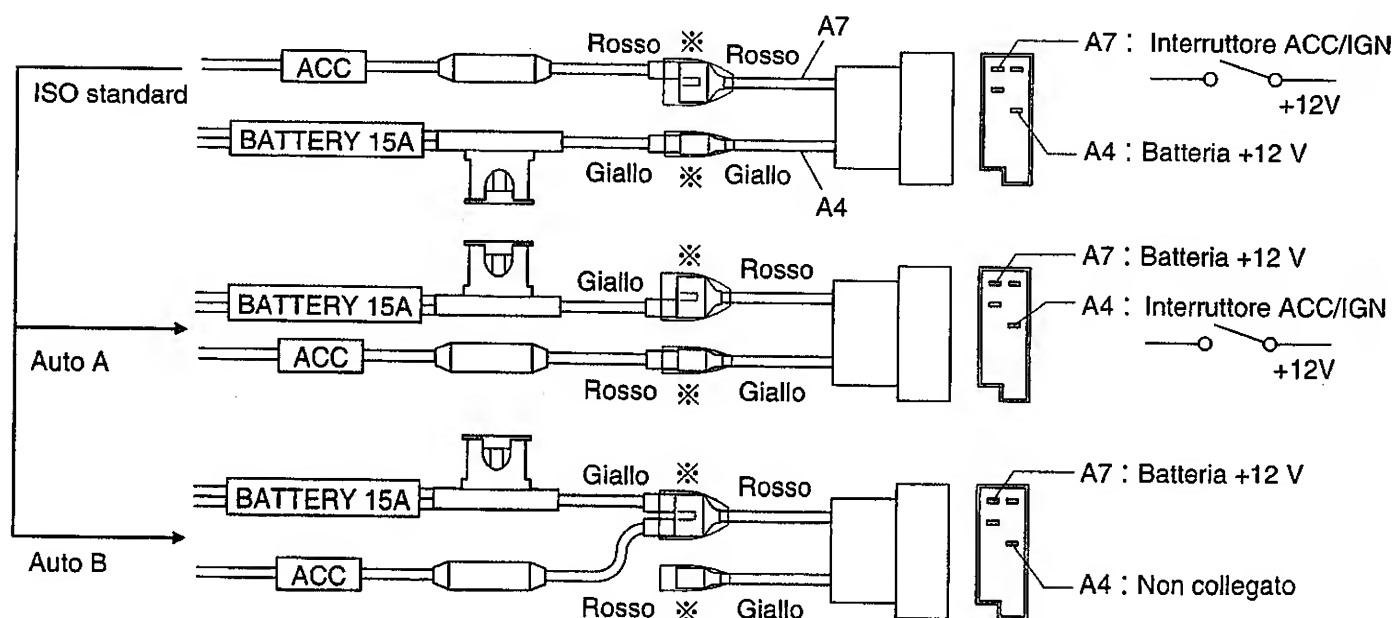 A7
Rosso ※ Rosso
A7 : Interruttore ACC/IGN
ACC
+12V
ISO standard
BATTERY 15A
A4 : Batteria +12 V
Giallo ※ Giallo
A4
※
A7 : Batteria +12 V
Giallo Rosso
BATTERY 15A
A4 : Interruttore ACC/IGN
Auto A
ACC
+12V
Rosso ※ Giallo
Giallo ※ Rosso
A7 : Batteria +12 V
BATTERY 15A
Auto B
ACC
A4 : Non collegato
Rosso ※ Giallo